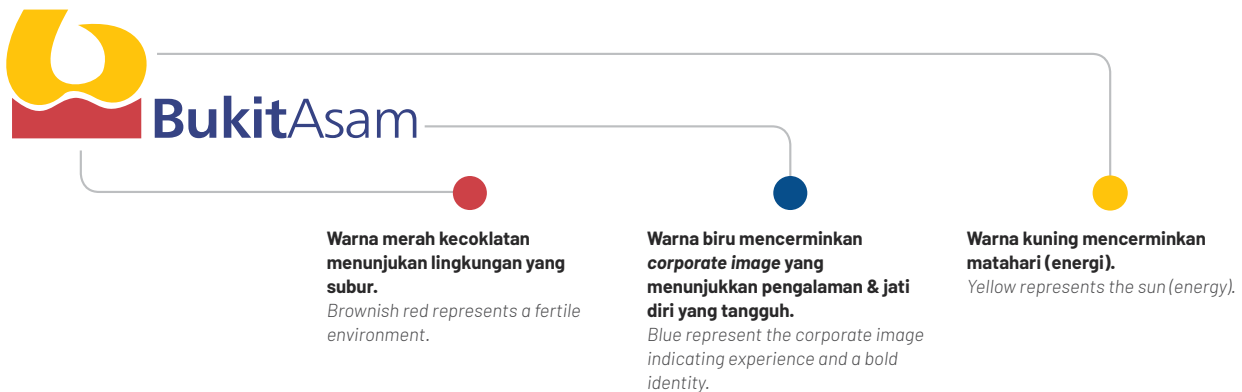 BukitAsam
Warna merah kecoklatan
menunjukan lingkungan yang
subur.
Brownish red represents a fertile
environment.
Warna biru mencerminkan
corporate image yang
menunjukkan pengalaman & jati
diri yang tangguh.
Blue represent the corporate image
indicating experience and a bold
identity.
Warna kuning mencerminkan
matahari (energi).
Yellow represents the sun (energy).